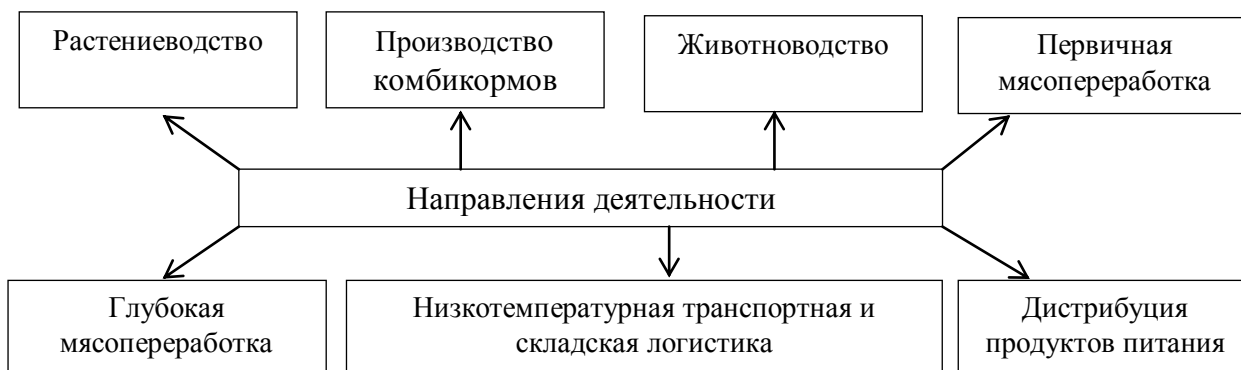 Растениеводство
Производство
комбикормов
Животноводство
Первичная
мясопереработка
Направления деятельности
Глубокая
мясопереработка
Низкотемпературная транспортная и
складская логистика
Дистрибуция
продуктов питания